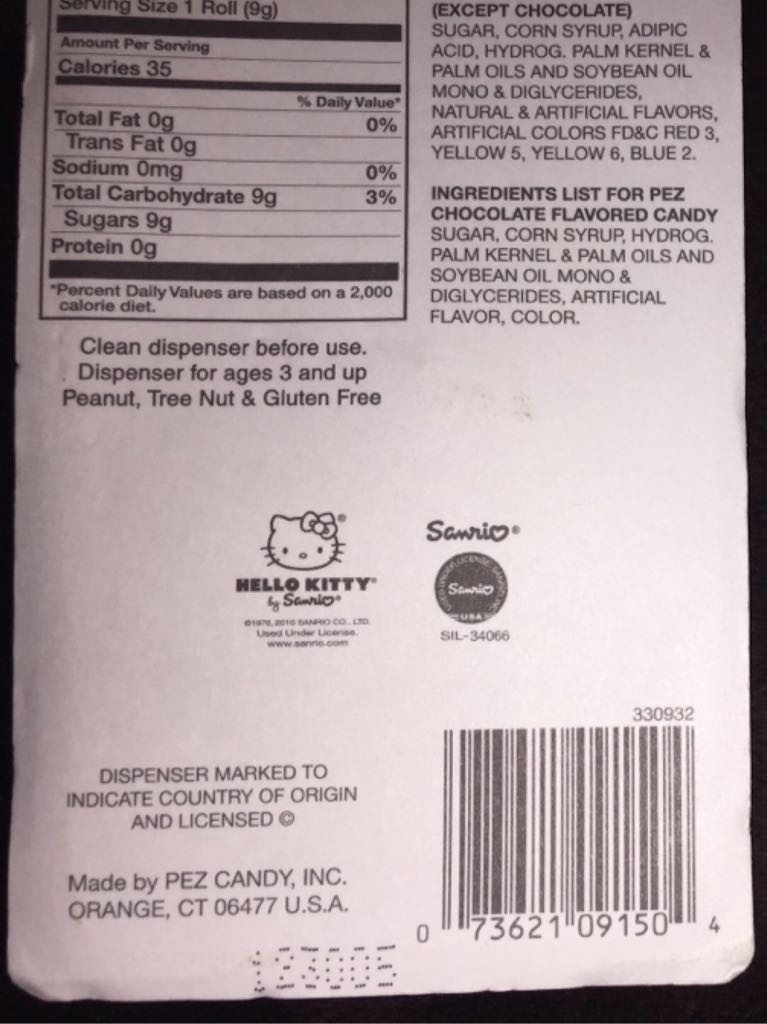 Serving Size 1 Roll (9g)
Amount Per Serving
Calories 35
% Daily Value*
Total Fat 0g 0%
Trans Fat 0g
Sodium 0mg 0%
Total Carbohydrate 9g 3%
Sugars 9g
Protein 0g
*Percent Daily Values are based on a 2,000
calorie diet.
(EXCEPT CHOCOLATE)
SUGAR, CORN SYRUP, ADIPIC
ACID, HYDROG. PALM KERNEL &
PALM OILS AND SOYBEAN OIL
MONO & DIGLYCERIDES,
NATURAL & ARTIFICIAL FLAVORS,
ARTIFICIAL COLORS FD&C RED 3,
YELLOW 5, YELLOW 6, BLUE 2.
INGREDIENTS LIST FOR PEZ
CHOCOLATE FLAVORED CANDY
SUGAR, CORN SYRUP, HYDROG.
PALM KERNEL & PALM OILS AND
SOYBEAN OIL MONO &
DIGLYCERIDES, ARTIFICIAL
FLAVOR, COLOR.
Clean dispenser before use.
Dispenser for ages 3 and up
Peanut, Tree Nut & Gluten Free
HELLO KITTY®
by Sanrio®
©1976, 2010 SANRIO CO., LTD.
Used Under License.
www.sanrio.com
Sanrio®
Sanrio
USA
SIL-34066
DISPENSER MARKED TO
INDICATE COUNTRY OF ORIGIN
AND LICENSED ©
Made by PEZ CANDY, INC.
ORANGE, CT 06477 U.S.A.
330932
0 73621 09150 4